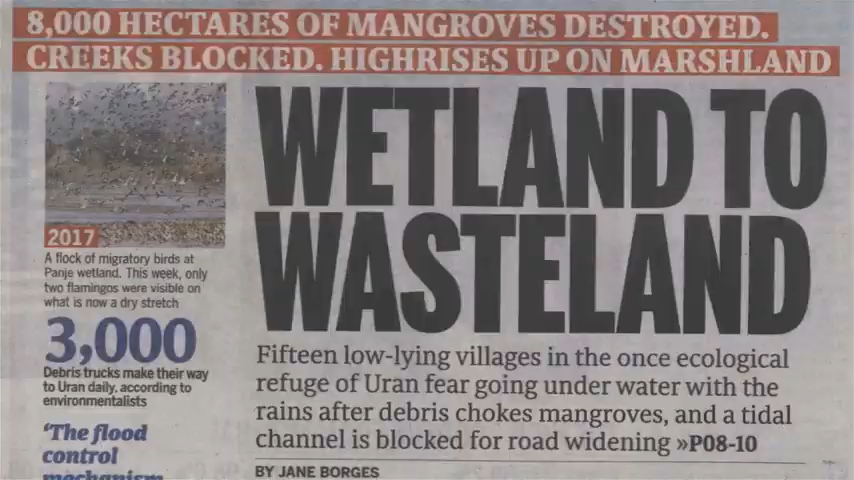 8,000 HECTARES OF MANGROVES DESTROYED.
CREEKS BLOCKED. HIGHRISES UP ON MARSHLAND
WETLAND TO
WASTELAND
2017
A flock of migratory birds at
Panje wetland. This week, only
two flamingos were visible on
what is now a dry stretch
3,000
Debris trucks make their way
to Uran daily, according to
environmentalists
‘The flood
control
mechanism
Fifteen low-lying villages in the once ecological
refuge of Uran fear going under water with the
rains after debris chokes mangroves, and a tidal
channel is blocked for road widening »P08-10
BY JANE BORGES